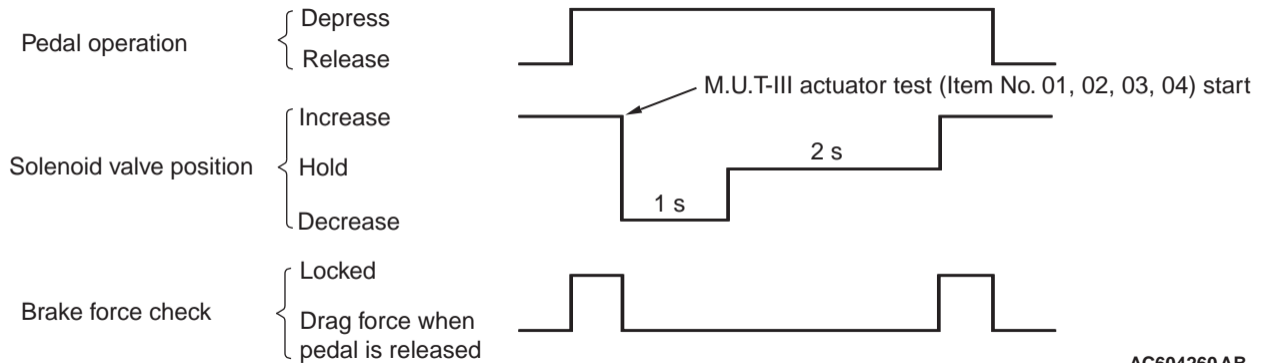 Pedal operation
Depress
Release
M.U.T-III actuator test (Item No. 01, 02, 03, 04) start
Solenoid valve position
Increase
Hold
Decrease
2 s
1 s
Brake force check
Locked
Drag force when
pedal is released
AC604260AB